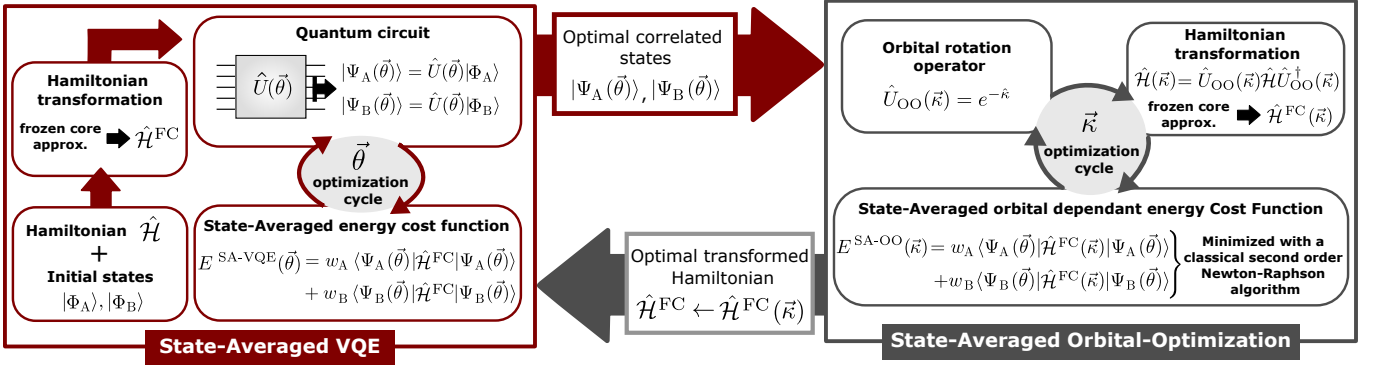 Hamiltonian
transformation
frozen core
approx.
Ĥ^FC
Hamiltonian Ĥ
+
Initial states
|Φ_A⟩, |Φ_B⟩
Quantum circuit
Û(θ⃗)
|Ψ_A(θ⃗)⟩ = Û(θ⃗)|Φ_A⟩
|Ψ_B(θ⃗)⟩ = Û(θ⃗)|Φ_B⟩
θ⃗
optimization
cycle
State-Averaged energy cost function
E^SA-VQE(θ⃗) = w_A ⟨Ψ_A(θ⃗)|Ĥ^FC|Ψ_A(θ⃗)⟩
+ w_B ⟨Ψ_B(θ⃗)|Ĥ^FC|Ψ_B(θ⃗)⟩
State-Averaged VQE
Optimal correlated
states
|Ψ_A(θ⃗)⟩, |Ψ_B(θ⃗)⟩
Optimal transformed
Hamiltonian
Ĥ^FC ← Ĥ^FC(κ⃗)
Orbital rotation
operator
Û_OO(κ⃗) = e^−κ̂
Hamiltonian
transformation
Ĥ(κ⃗) = Û_OO(κ⃗)ĤÛ†_OO(κ⃗)
frozen core
approx.
Ĥ^FC(κ⃗)
κ⃗
optimization
cycle
State-Averaged orbital dependant energy Cost Function
E^SA-OO(κ⃗) = w_A ⟨Ψ_A(θ⃗)|Ĥ^FC(κ⃗)|Ψ_A(θ⃗)⟩
+w_B ⟨Ψ_B(θ⃗)|Ĥ^FC(κ⃗)|Ψ_B(θ⃗)⟩
Minimized with a
classical second order
Newton-Raphson
algorithm
State-Averaged Orbital-Optimization